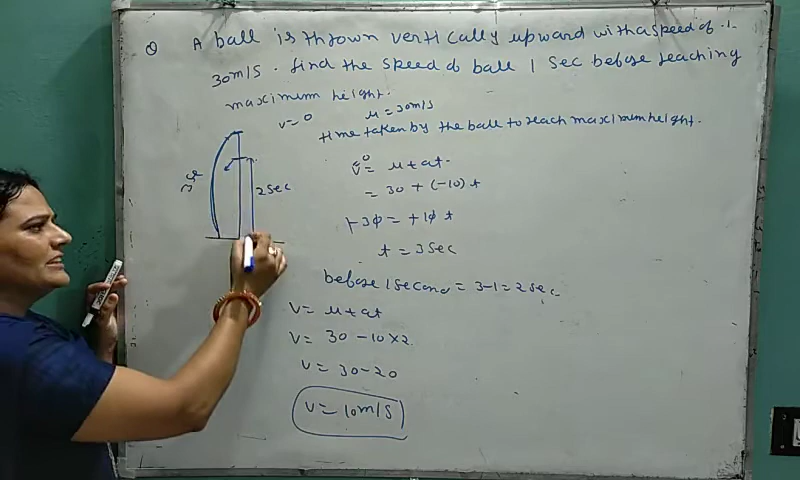 Q A ball is thrown vertically upward with a speed of
30m/s. find the speed of ball 1 Sec before reaching
maximum height.
v=0 u=30m/s
time taken by the ball to reach maximum height.
v= u+at.
= 30 + (-10) t
-30 = +10 t
t = 3 Sec
2 Sec
before 1 second = 3-1 = 2 Sec
V= u+at
V= 30 -10×2
V= 30-20
V= 10m/s